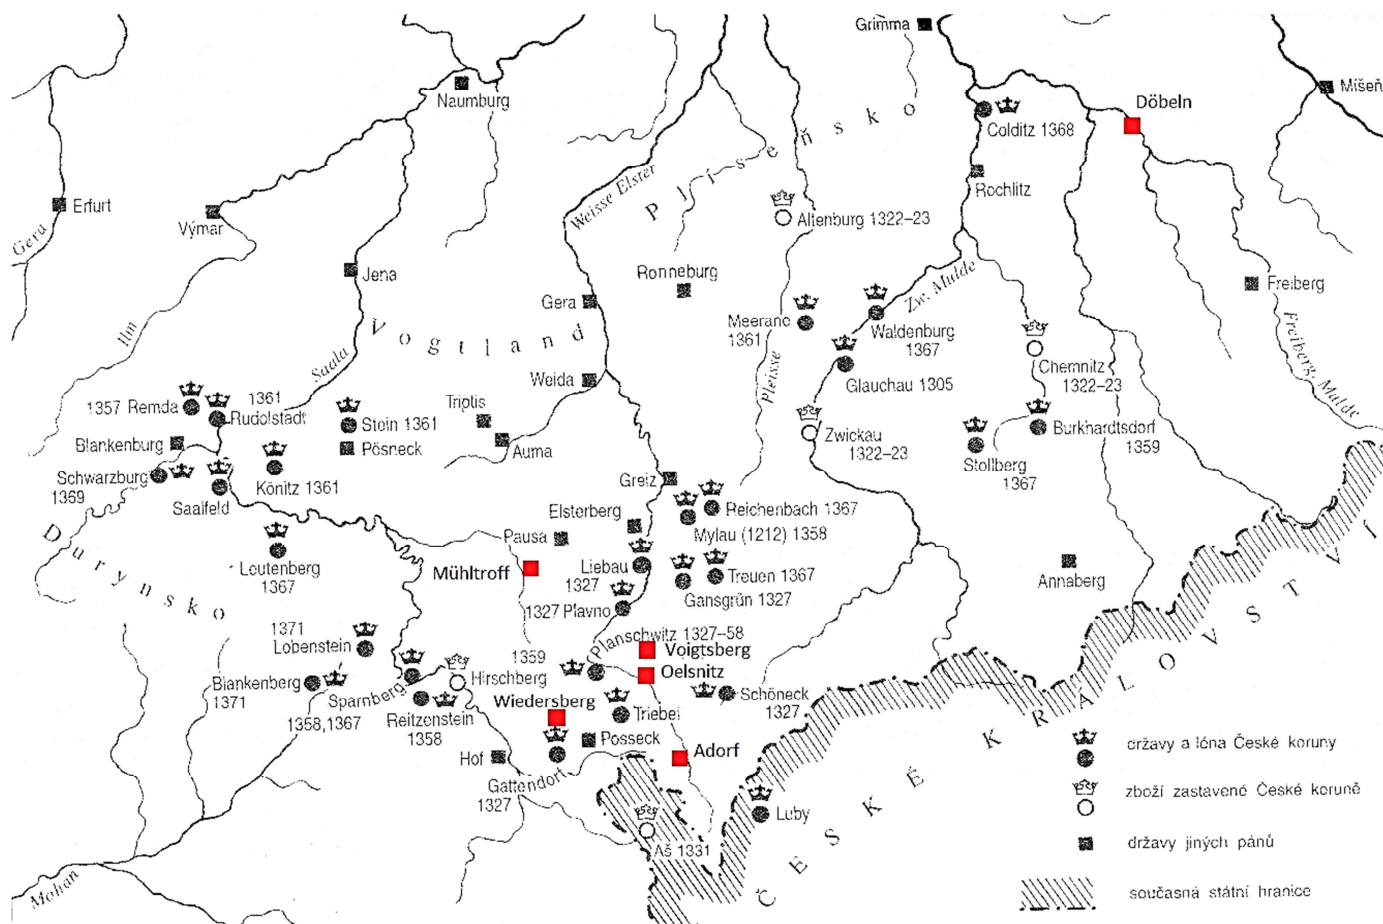 Grimma
Míšeň
Naumburg
Döbeln
Colditz 1368
Plíseňsko
Rochlitz
Erfurt
Gera
Výmar
Weisse Elster
Altenburg 1322–23
Jena
Ronneburg
Freiberg
Gera
Zw. Mulde
Ilm
Vogtland
Saala
Meerane
1361
Waldenburg
1367
Freiberg. Mulde
Pleisse
Chemnitz
1322–23
Glauchau 1305
Weida
1357 Remda
1361
Rudolstadt
Stein 1361
Triptis
Pösneck
Auma
Zwickau
1322–23
Burkhardtsdorf
1359
Stollberg
1367
Blankenburg
Schwarzburg
1369
Saalfeld
Könitz 1361
Greiz
Reichenbach 1367
Mylau (1212) 1358
Elsterberg
Pausa
Durynsko
Leutenberg
1367
Mühltroff
Liebau
1327
Treuen 1367
Gansgrün 1327
Annaberg
1327 Plavno
1371
Lobenstein
Planschwitz 1327–58
Voigtsberg
1359
Oelsnitz
Blankenberg
1371
Sparnberg
1358,1367
Hirschberg
Reitzenstein
1358
Wiedersberg
Triebel
Schöneck
1327
Hof
Posseck
Adorf
Gattendorf
1327
Luby
Aš 1331
Mohan
ČESKÉ KRALOVSTVÍ
državy a léna České koruny
zboží zastavené České koruně
državy jiných pánů
současná státní hranice